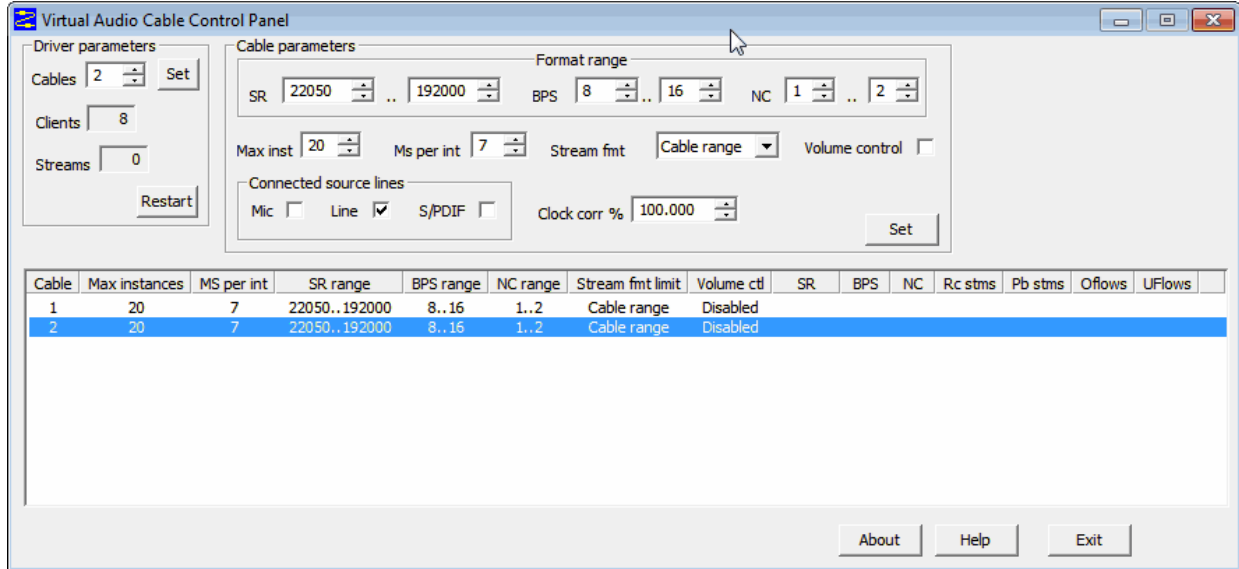 Virtual Audio Cable Control Panel
Driver parameters
Cables 2 Set
Clients 8
Streams 0
Restart
Cable parameters
Format range
SR 22050 .. 192000 BPS 8 .. 16 NC 1 .. 2
Max inst 20 Ms per int 7 Stream fmt Cable range Volume control
Connected source lines
Mic Line S/PDIF Clock corr % 100.000
Set
Cable Max instances MS per int SR range BPS range NC range Stream fmt limit Volume ctl SR BPS NC Rc stms Pb stms Oflows UFlows
1 20 7 22050..192000 8..16 1..2 Cable range Disabled
2 20 7 22050..192000 8..16 1..2 Cable range Disabled
About Help Exit